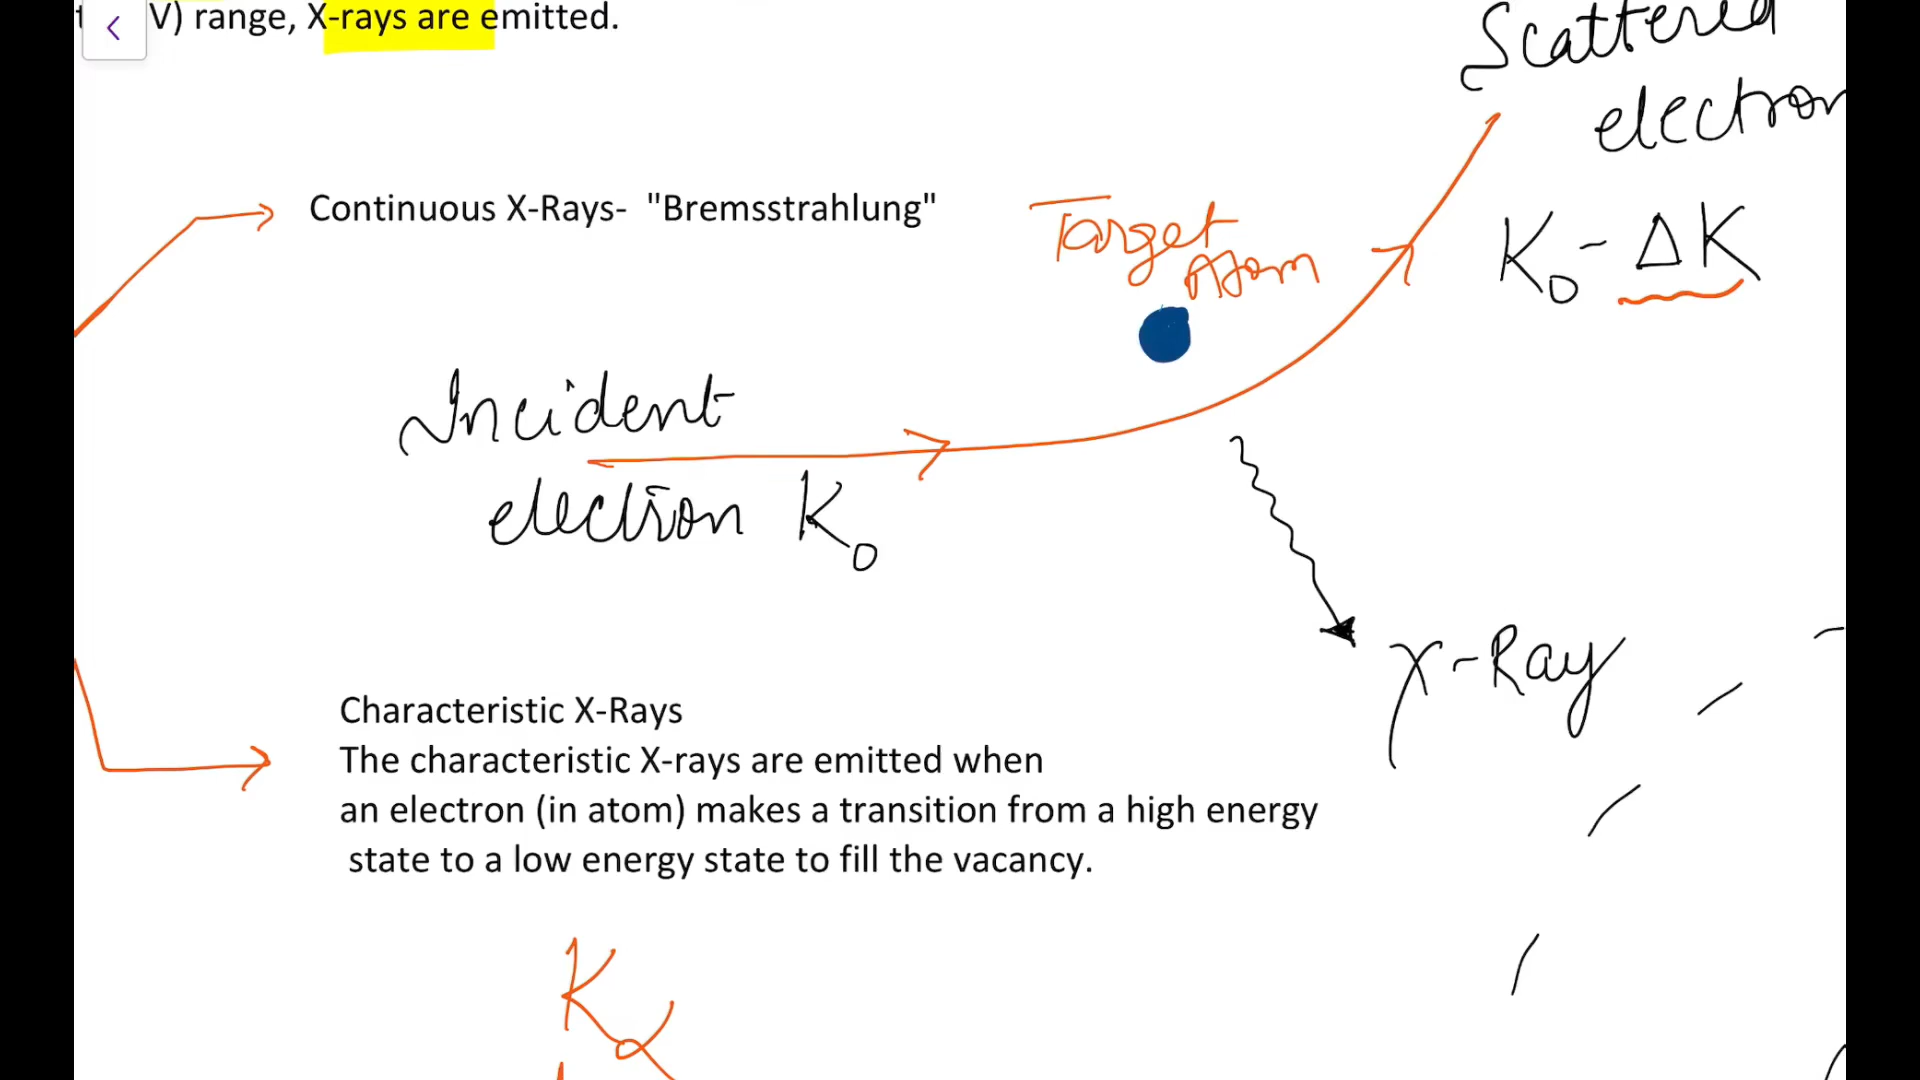 V) range, X-rays are emitted.
Scattered
electron
Continuous X-Rays- "Bremsstrahlung"
Target
Atom
K₀ - ΔK
Incident
electron K₀
X-Ray
Characteristic X-Rays
The characteristic X-rays are emitted when
an electron (in atom) makes a transition from a high energy
state to a low energy state to fill the vacancy.
Kα